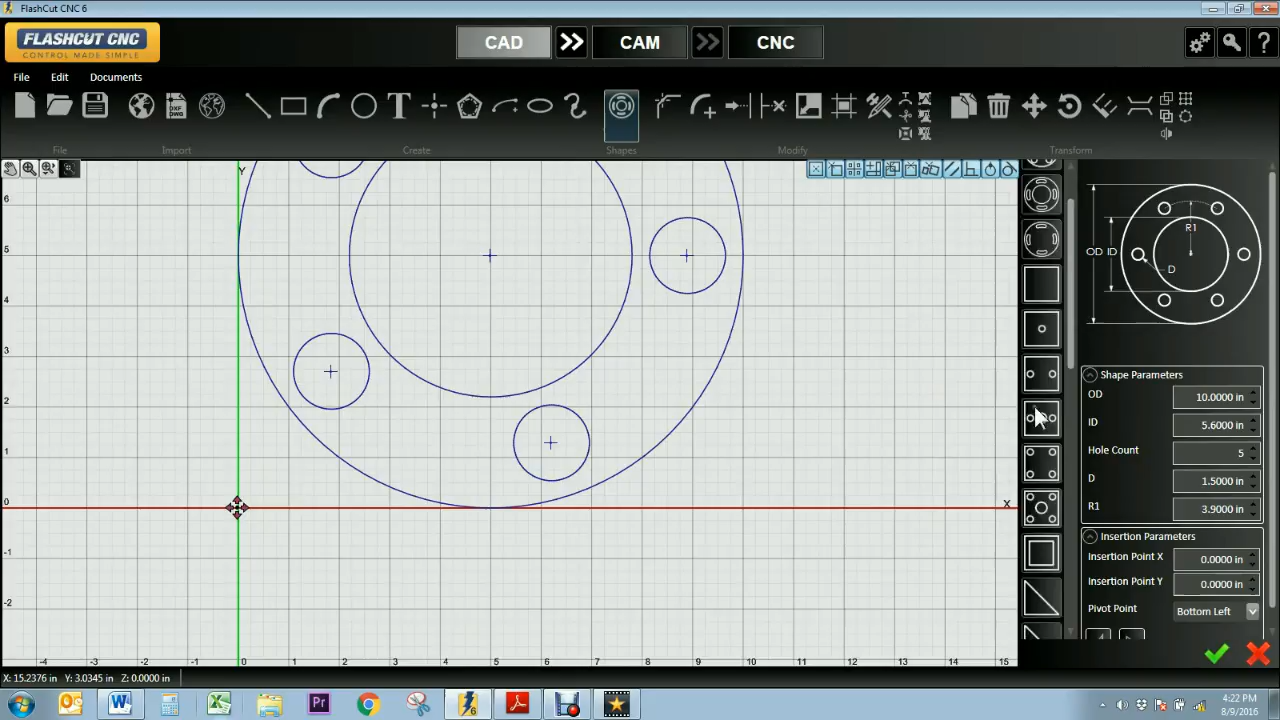 FlashCut CNC 6
FLASHCUT CNC
CONTROL MADE SIMPLE
CAD
CAM
CNC
File Edit Documents
File Import Create Shapes Modify Transform
Y
6
5
4
3
2
1
0
-1
-2
X
-4 -3 -2 -1 0 1 2 3 4 5 6 7 8 9 10 11 12 13 14 15
R1
OD ID
D
Shape Parameters
OD 10.0000 in
ID 5.6000 in
Hole Count 5
D 1.5000 in
R1 3.9000 in
Insertion Parameters
Insertion Point X 0.0000 in
Insertion Point Y 0.0000 in
Pivot Point Bottom Left
X: 15.2376 in Y: 3.0345 in Z: 0.0000 in
4:22 PM
8/9/2016